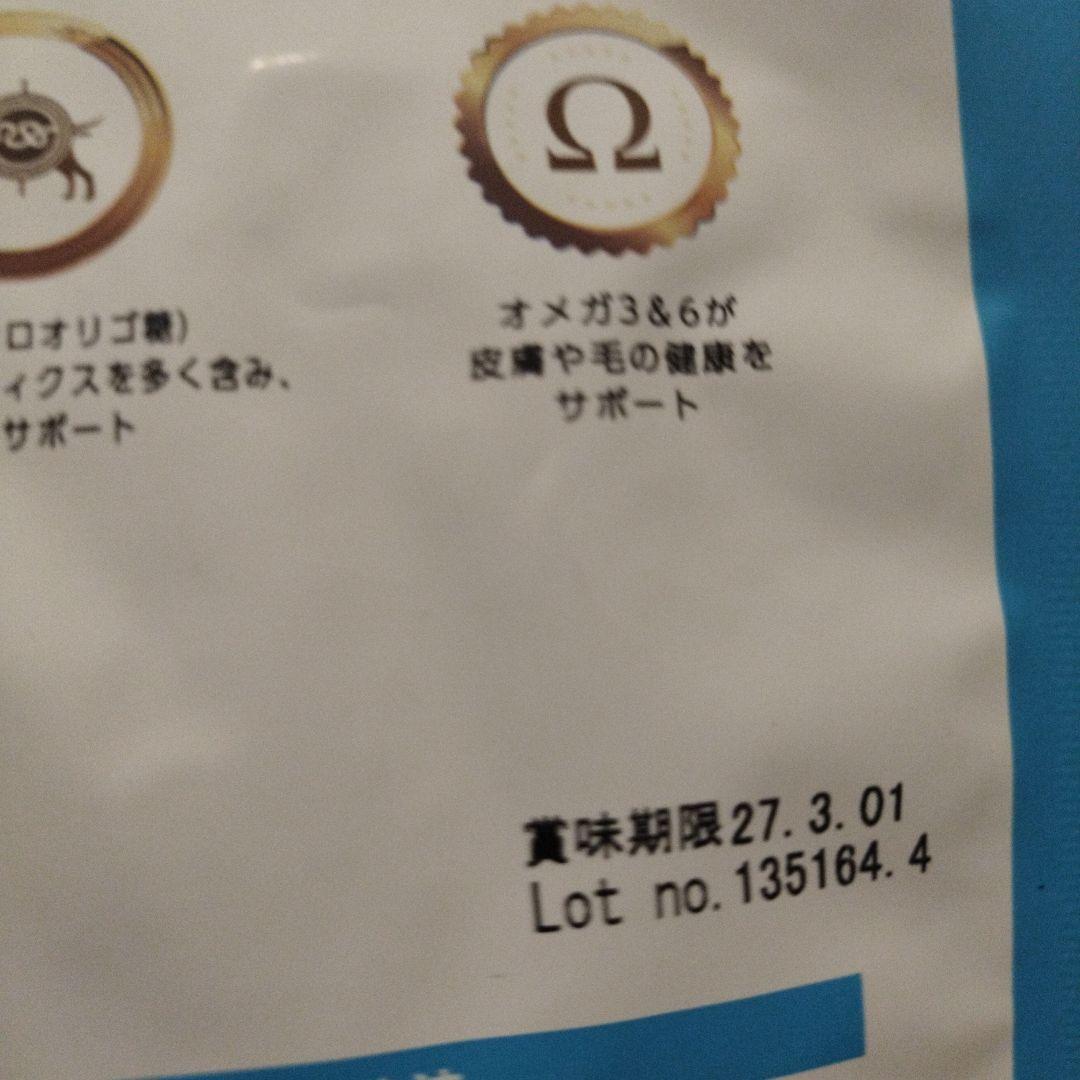 Ω
ロオリゴ糖)
ィクスを多く含み、
サポート
オメガ3&6が
皮膚や毛の健康を
サポート
賞味期限27.3.01
Lot no.135164.4